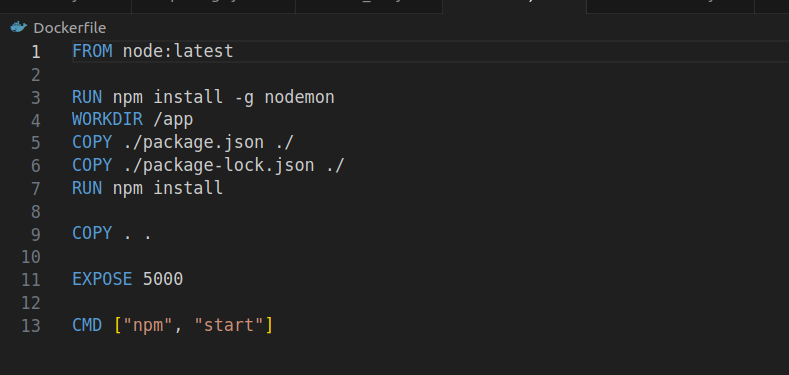 Dockerfile
1 FROM node:latest
2
3 RUN npm install -g nodemon
4 WORKDIR /app
5 COPY ./package.json ./
6 COPY ./package-lock.json ./
7 RUN npm install
8
9 COPY . .
10
11 EXPOSE 5000
12
13 CMD ["npm", "start"]